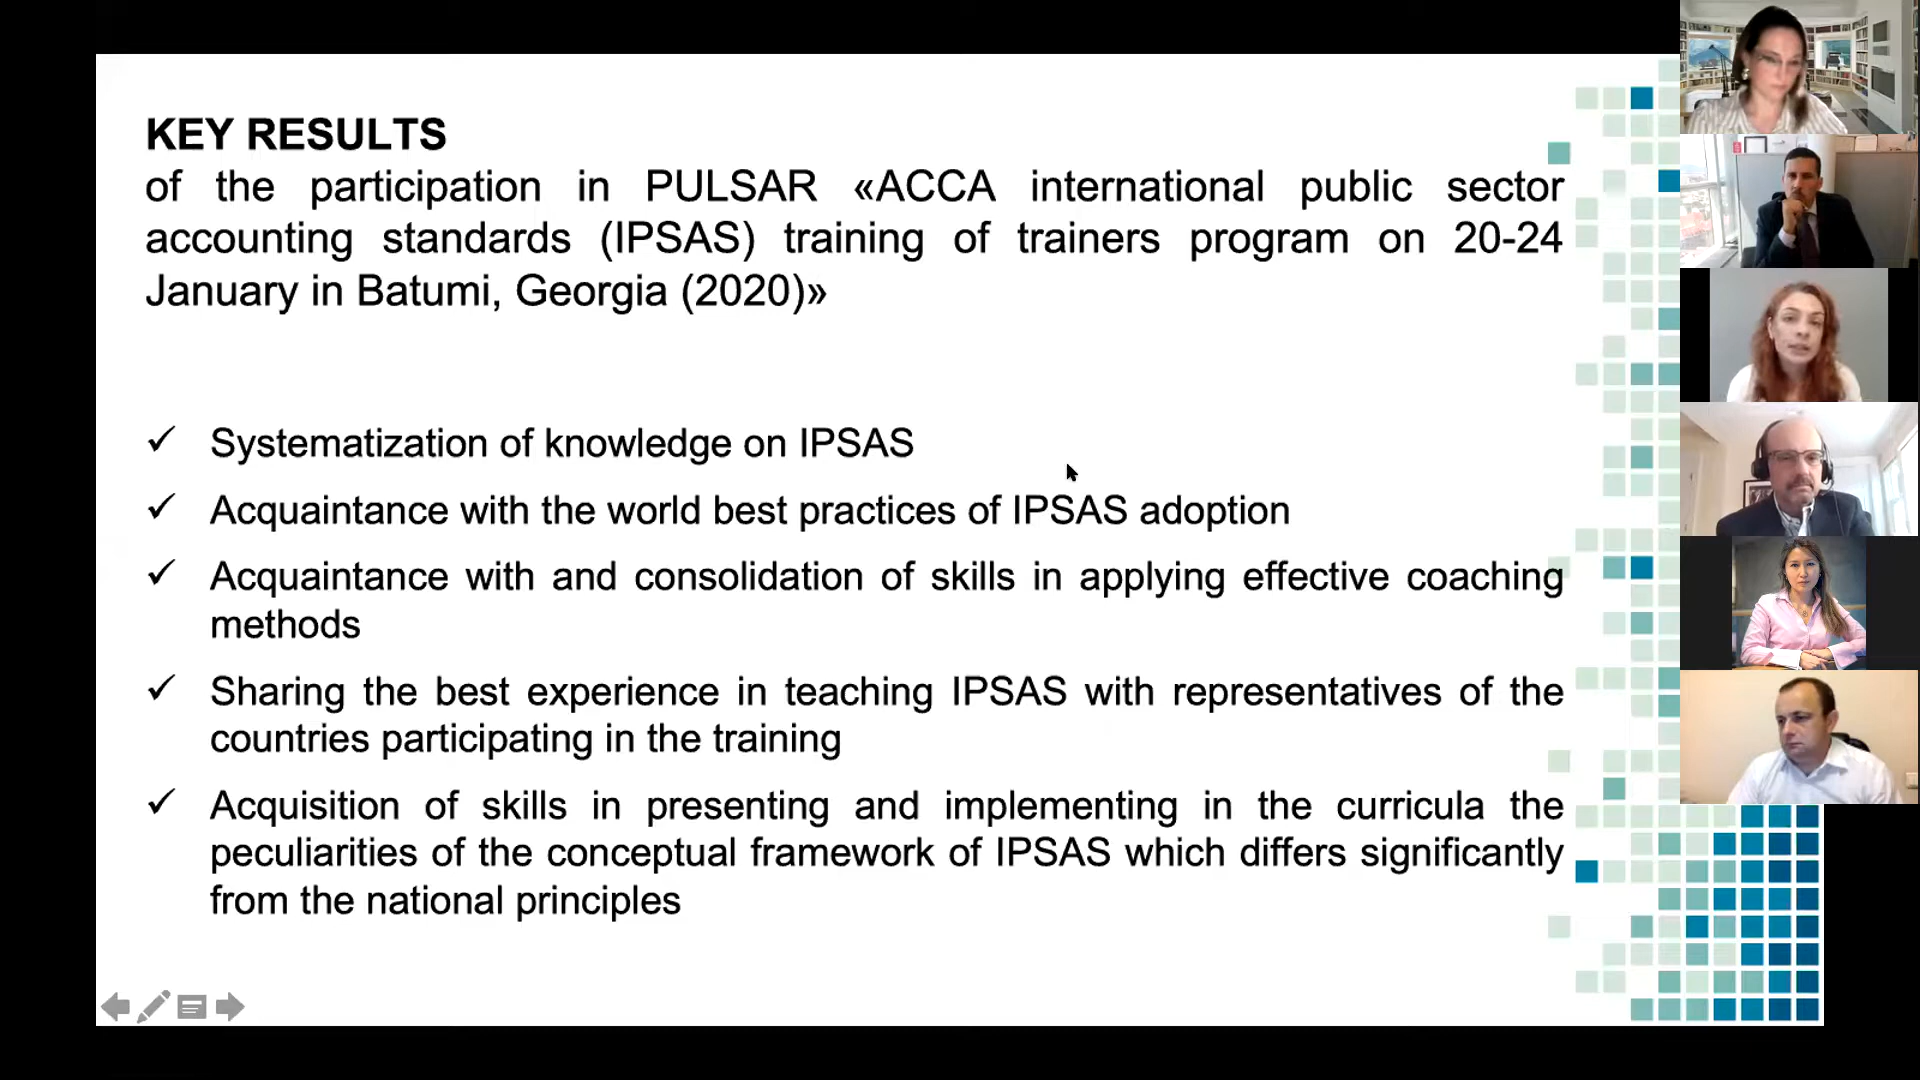 KEY RESULTS
of the participation in PULSAR «ACCA international public sector
accounting standards (IPSAS) training of trainers program on 20-24
January in Batumi, Georgia (2020)»
✓ Systematization of knowledge on IPSAS
✓ Acquaintance with the world best practices of IPSAS adoption
✓ Acquaintance with and consolidation of skills in applying effective coaching
methods
✓ Sharing the best experience in teaching IPSAS with representatives of the
countries participating in the training
✓ Acquisition of skills in presenting and implementing in the curricula the
peculiarities of the conceptual framework of IPSAS which differs significantly
from the national principles